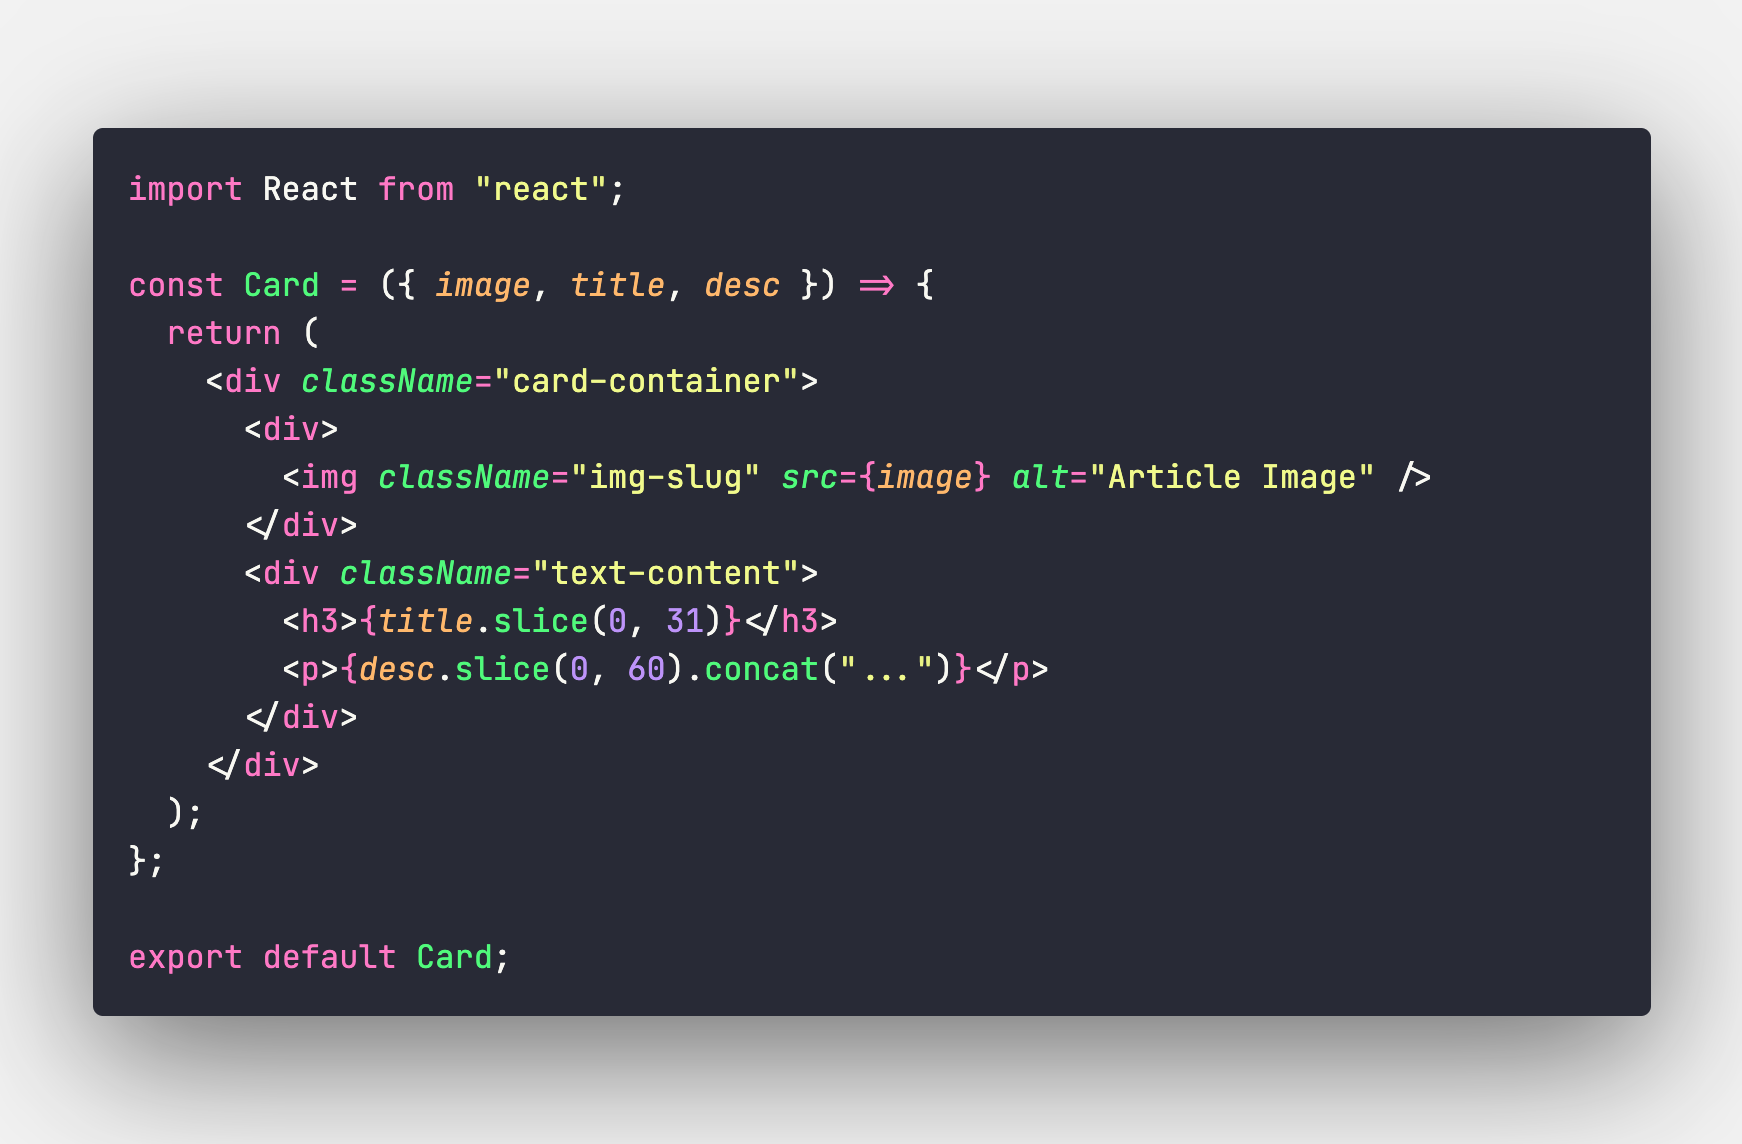 import React from "react";
const Card = ({ image, title, desc }) => {
return (
<div className="card-container">
<div>
<img className="img-slug" src={image} alt="Article Image" />
</div>
<div className="text-content">
<h3>{title.slice(0, 31)}</h3>
<p>{desc.slice(0, 60).concat("...")}</p>
</div>
</div>
);
};
export default Card;